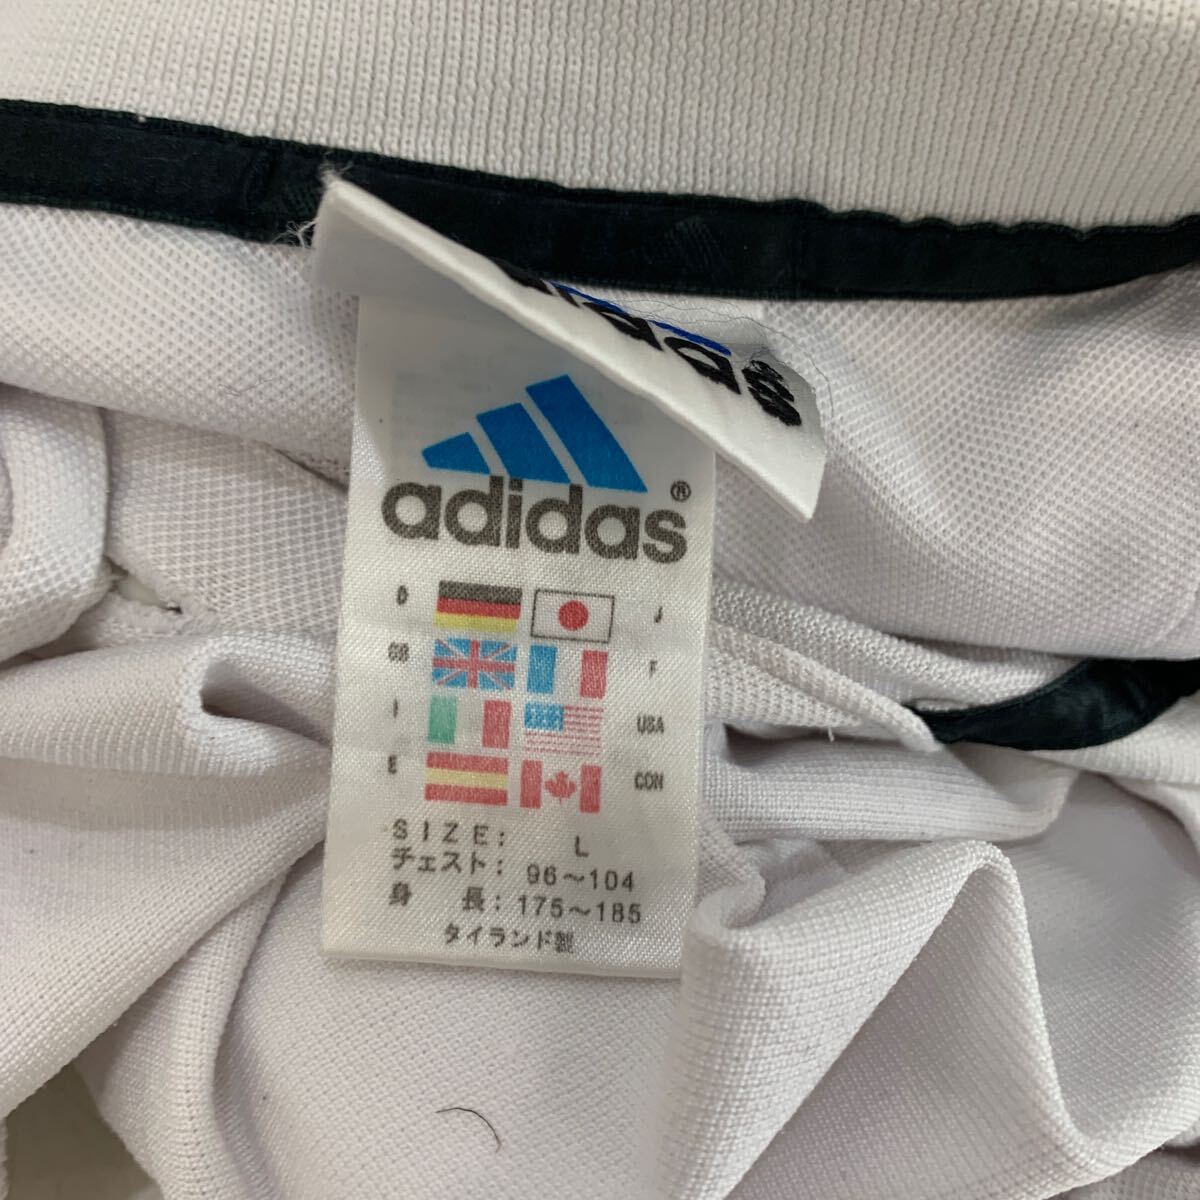 adidas
adidas®
D J
GB F
I USA
E CON
SIZE: L
チェスト: 96〜104
身 長: 175〜185
タイランド製